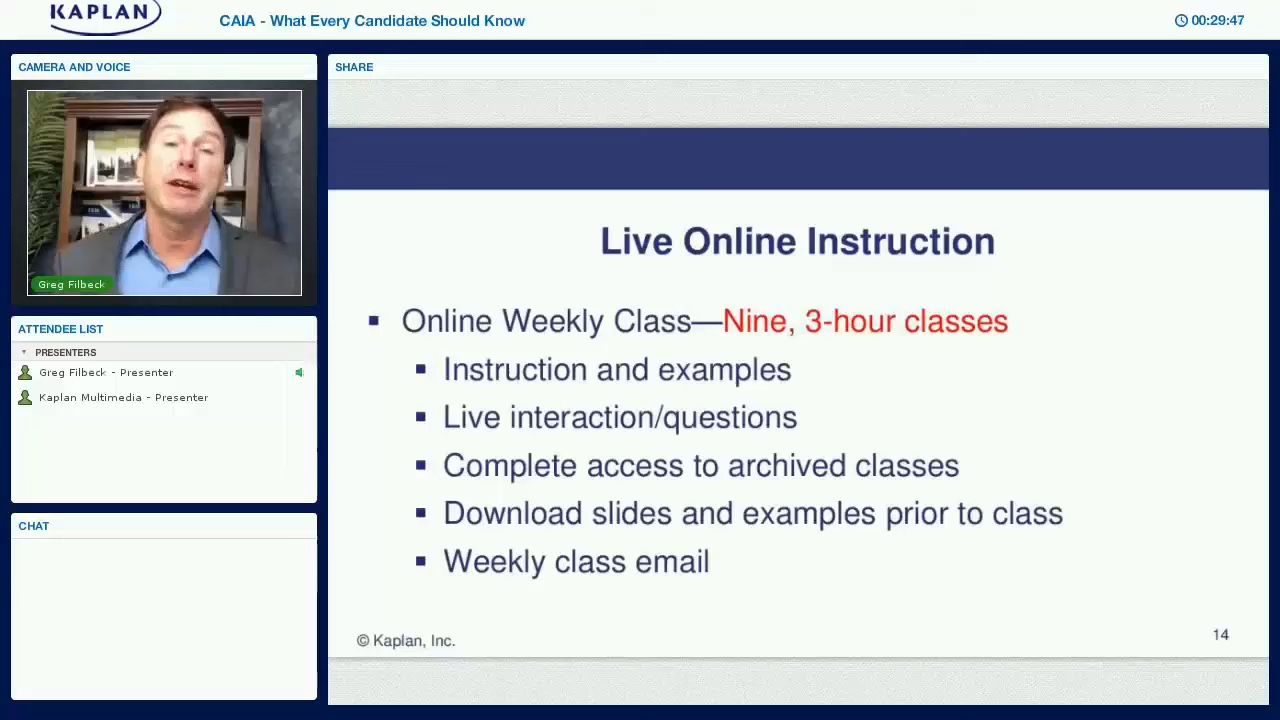 KAPLAN
CAIA - What Every Candidate Should Know
00:29:47
CAMERA AND VOICE
Greg Filbeck
ATTENDEE LIST
PRESENTERS
Greg Filbeck - Presenter
Kaplan Multimedia - Presenter
CHAT
SHARE
Live Online Instruction
Online Weekly Class—Nine, 3-hour classes
Instruction and examples
Live interaction/questions
Complete access to archived classes
Download slides and examples prior to class
Weekly class email
© Kaplan, Inc.
14